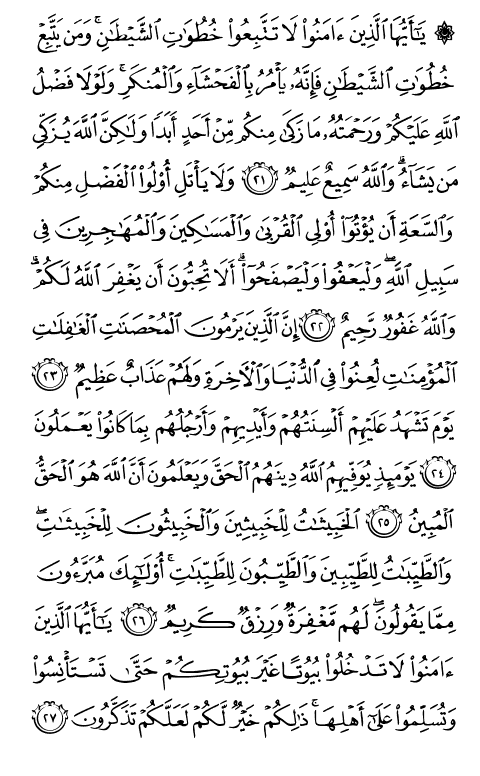 ۞ يَٰٓأَيُّهَا ٱلَّذِينَ ءَامَنُوا۟ لَا تَتَّبِعُوا۟ خُطُوَٰتِ ٱلشَّيْطَٰنِ ۚ وَمَن يَتَّبِعْ
خُطُوَٰتِ ٱلشَّيْطَٰنِ فَإِنَّهُۥ يَأْمُرُ بِٱلْفَحْشَآءِ وَٱلْمُنكَرِ ۚ وَلَوْلَا فَضْلُ
ٱللَّهِ عَلَيْكُمْ وَرَحْمَتُهُۥ مَا زَكَىٰ مِنكُم مِّنْ أَحَدٍ أَبَدًا وَلَٰكِنَّ ٱللَّهَ يُزَكِّى
مَن يَشَآءُ ۗ وَٱللَّهُ سَمِيعٌ عَلِيمٌ ٢١ وَلَا يَأْتَلِ أُو۟لُوا۟ ٱلْفَضْلِ مِنكُمْ
وَٱلسَّعَةِ أَن يُؤْتُوٓا۟ أُو۟لِى ٱلْقُرْبَىٰ وَٱلْمَسَٰكِينَ وَٱلْمُهَٰجِرِينَ فِى
سَبِيلِ ٱللَّهِ ۖ وَلْيَعْفُوا۟ وَلْيَصْفَحُوٓا۟ ۗ أَلَا تُحِبُّونَ أَن يَغْفِرَ ٱللَّهُ لَكُمْ ۗ
وَٱللَّهُ غَفُورٌ رَّحِيمٌ ٢٢ إِنَّ ٱلَّذِينَ يَرْمُونَ ٱلْمُحْصَنَٰتِ ٱلْغَٰفِلَٰتِ
ٱلْمُؤْمِنَٰتِ لُعِنُوا۟ فِى ٱلدُّنْيَا وَٱلْءَاخِرَةِ وَلَهُمْ عَذَابٌ عَظِيمٌ ٢٣
يَوْمَ تَشْهَدُ عَلَيْهِمْ أَلْسِنَتُهُمْ وَأَيْدِيهِمْ وَأَرْجُلُهُم بِمَا كَانُوا۟ يَعْمَلُونَ
٢٤ يَوْمَئِذٍ يُوَفِّيهِمُ ٱللَّهُ دِينَهُمُ ٱلْحَقَّ وَيَعْلَمُونَ أَنَّ ٱللَّهَ هُوَ ٱلْحَقُّ
ٱلْمُبِينُ ٢٥ ٱلْخَبِيثَٰتُ لِلْخَبِيثِينَ وَٱلْخَبِيثُونَ لِلْخَبِيثَٰتِ ۖ
وَٱلطَّيِّبَٰتُ لِلطَّيِّبِينَ وَٱلطَّيِّبُونَ لِلطَّيِّبَٰتِ ۚ أُو۟لَٰٓئِكَ مُبَرَّءُونَ
مِمَّا يَقُولُونَ ۖ لَهُم مَّغْفِرَةٌ وَرِزْقٌ كَرِيمٌ ٢٦ يَٰٓأَيُّهَا ٱلَّذِينَ
ءَامَنُوا۟ لَا تَدْخُلُوا۟ بُيُوتًا غَيْرَ بُيُوتِكُمْ حَتَّىٰ تَسْتَأْنِسُوا۟
وَتُسَلِّمُوا۟ عَلَىٰٓ أَهْلِهَا ۚ ذَٰلِكُمْ خَيْرٌ لَّكُمْ لَعَلَّكُمْ تَذَكَّرُونَ ٢٧